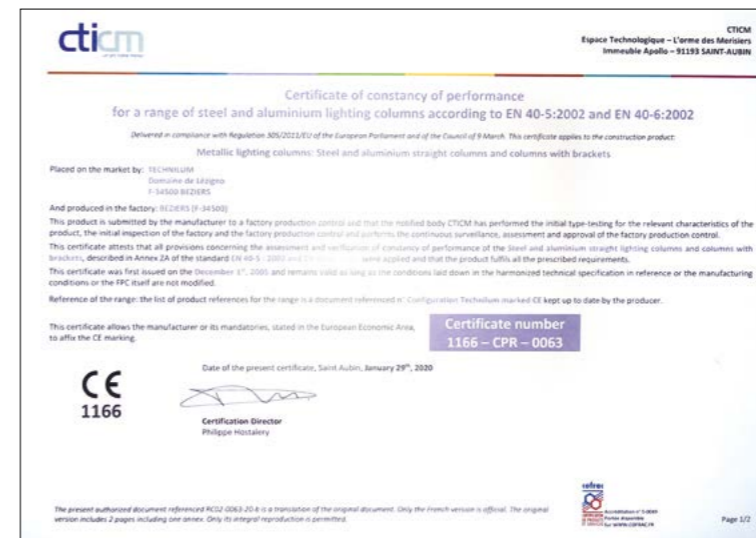 cticm
CTICM
Espace Technologique – L'orme des Merisiers
Immeuble Apollo – 91193 SAINT-AUBIN
Certificate of constancy of performance
for a range of steel and aluminium lighting columns according to EN 40-5:2002 and EN 40-6:2002
Delivered in compliance with Regulation 305/2011/EU of the European Parliament and of the Council of 9 March. This certificate applies to the construction product:
Metallic lighting columns: Steel and aluminium straight columns and columns with brackets
Placed on the market by: TECHNILUM
Domaine de Lézigno
F-34500 BEZIERS
And produced in the factory: BEZIERS (F-34500)
This product is submitted by the manufacturer to a factory production control and that the notified body CTICM has performed the initial type-testing for the relevant characteristics of the
product, the initial inspection of the factory and the factory production control and performs the continuous surveillance, assessment and approval of the factory production control.
This certificate attests that all provisions concerning the assessment and verification of constancy of performance of the Steel and aluminium straight lighting columns and columns with
brackets, described in Annex ZA of the standard EN 40-5 : 2002 and were applied and that the product fulfils all the prescribed requirements.
This certificate was first issued on the December 1st, 2005 and remains valid as long as the conditions laid down in the harmonized technical specification in reference or the manufacturing
conditions or the FPC itself are not modified.
Reference of the range: the list of product references for the range is a document referenced n° Configuration Technilum marked CE kept up to date by the producer.
This certificate allows the manufacturer or its mandatories, stated in the European Economic Area,
to affix the CE marking.
Certificate number
1166 – CPR – 0063
Date of the present certificate, Saint Aubin, January 29th, 2020
CE
1166
Certification Director
Philippe Hostalery
The present authorized document referenced RC02-0063-20-b is a translation of the original document. Only the French version is official. The original
version includes 2 pages including one annex. Only its integral reproduction is permitted.
cofrac
Page 1/2